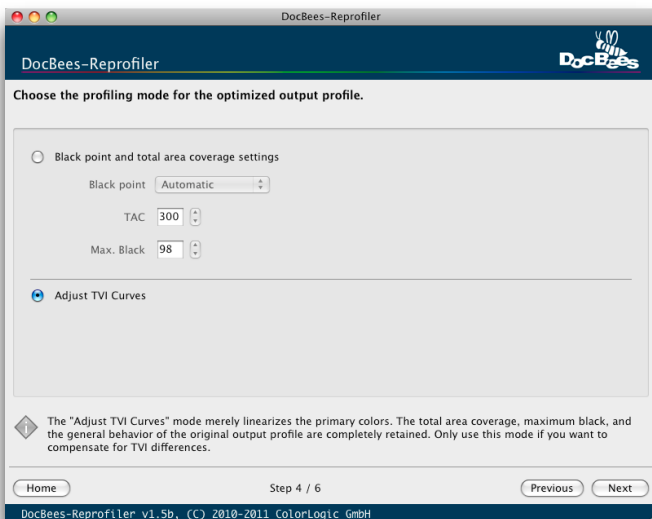 DocBees-Reprofiler
DocBees-Reprofiler
DocBees
Choose the profiling mode for the optimized output profile.
Black point and total area coverage settings
Black point Automatic
TAC 300
Max. Black 98
Adjust TVI Curves
The "Adjust TVI Curves" mode merely linearizes the primary colors. The total area coverage, maximum black, and
the general behavior of the original output profile are completely retained. Only use this mode if you want to
compensate for TVI differences.
Home Step 4 / 6 Previous Next
DocBees-Reprofiler v1.5b, (C) 2010-2011 ColorLogic GmbH